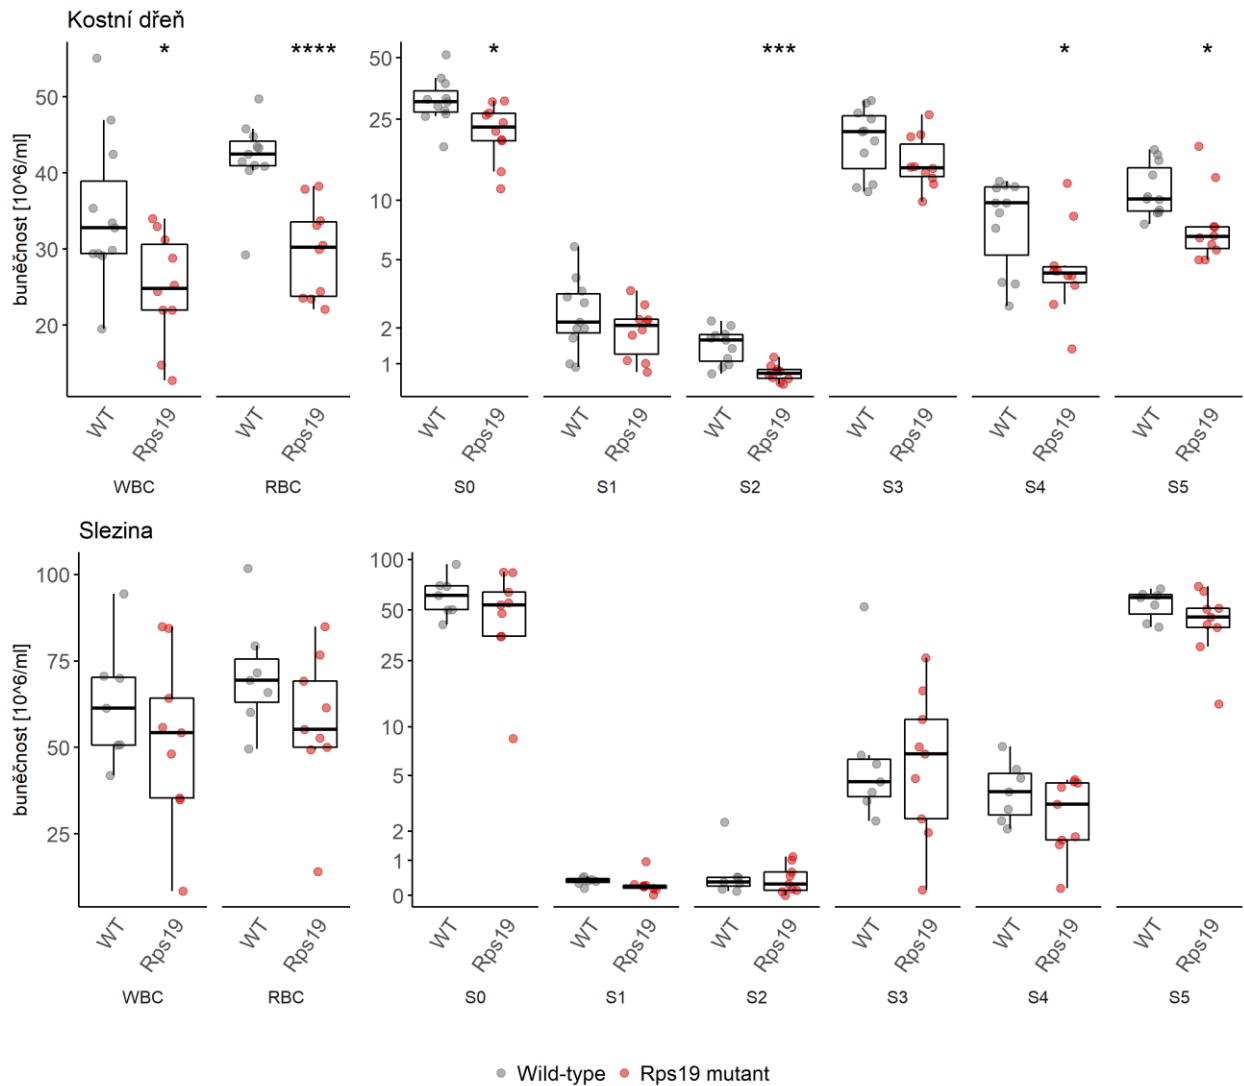 Kostní dřeň
* **** * *** * *
buněčnost [10^6/ml]
50
40
30
20
50
25
10
5
2
1
WT Rps19 WT Rps19 WT Rps19 WT Rps19 WT Rps19 WT Rps19 WT Rps19 WT Rps19
WBC RBC S0 S1 S2 S3 S4 S5
Slezina
buněčnost [10^6/ml]
100
75
50
25
100
50
25
10
5
2
1
0
WT Rps19 WT Rps19 WT Rps19 WT Rps19 WT Rps19 WT Rps19 WT Rps19 WT Rps19
WBC RBC S0 S1 S2 S3 S4 S5
Wild-type Rps19 mutant